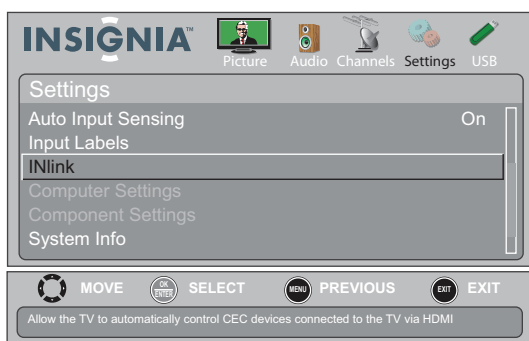 INSIGNIA™
Picture Audio Channels Settings USB
Settings
Auto Input Sensing On
Input Labels
INlink
Computer Settings
Component Settings
System Info
MOVE OK ENTER SELECT MENU PREVIOUS EXIT EXIT
Allow the TV to automatically control CEC devices connected to the TV via HDMI